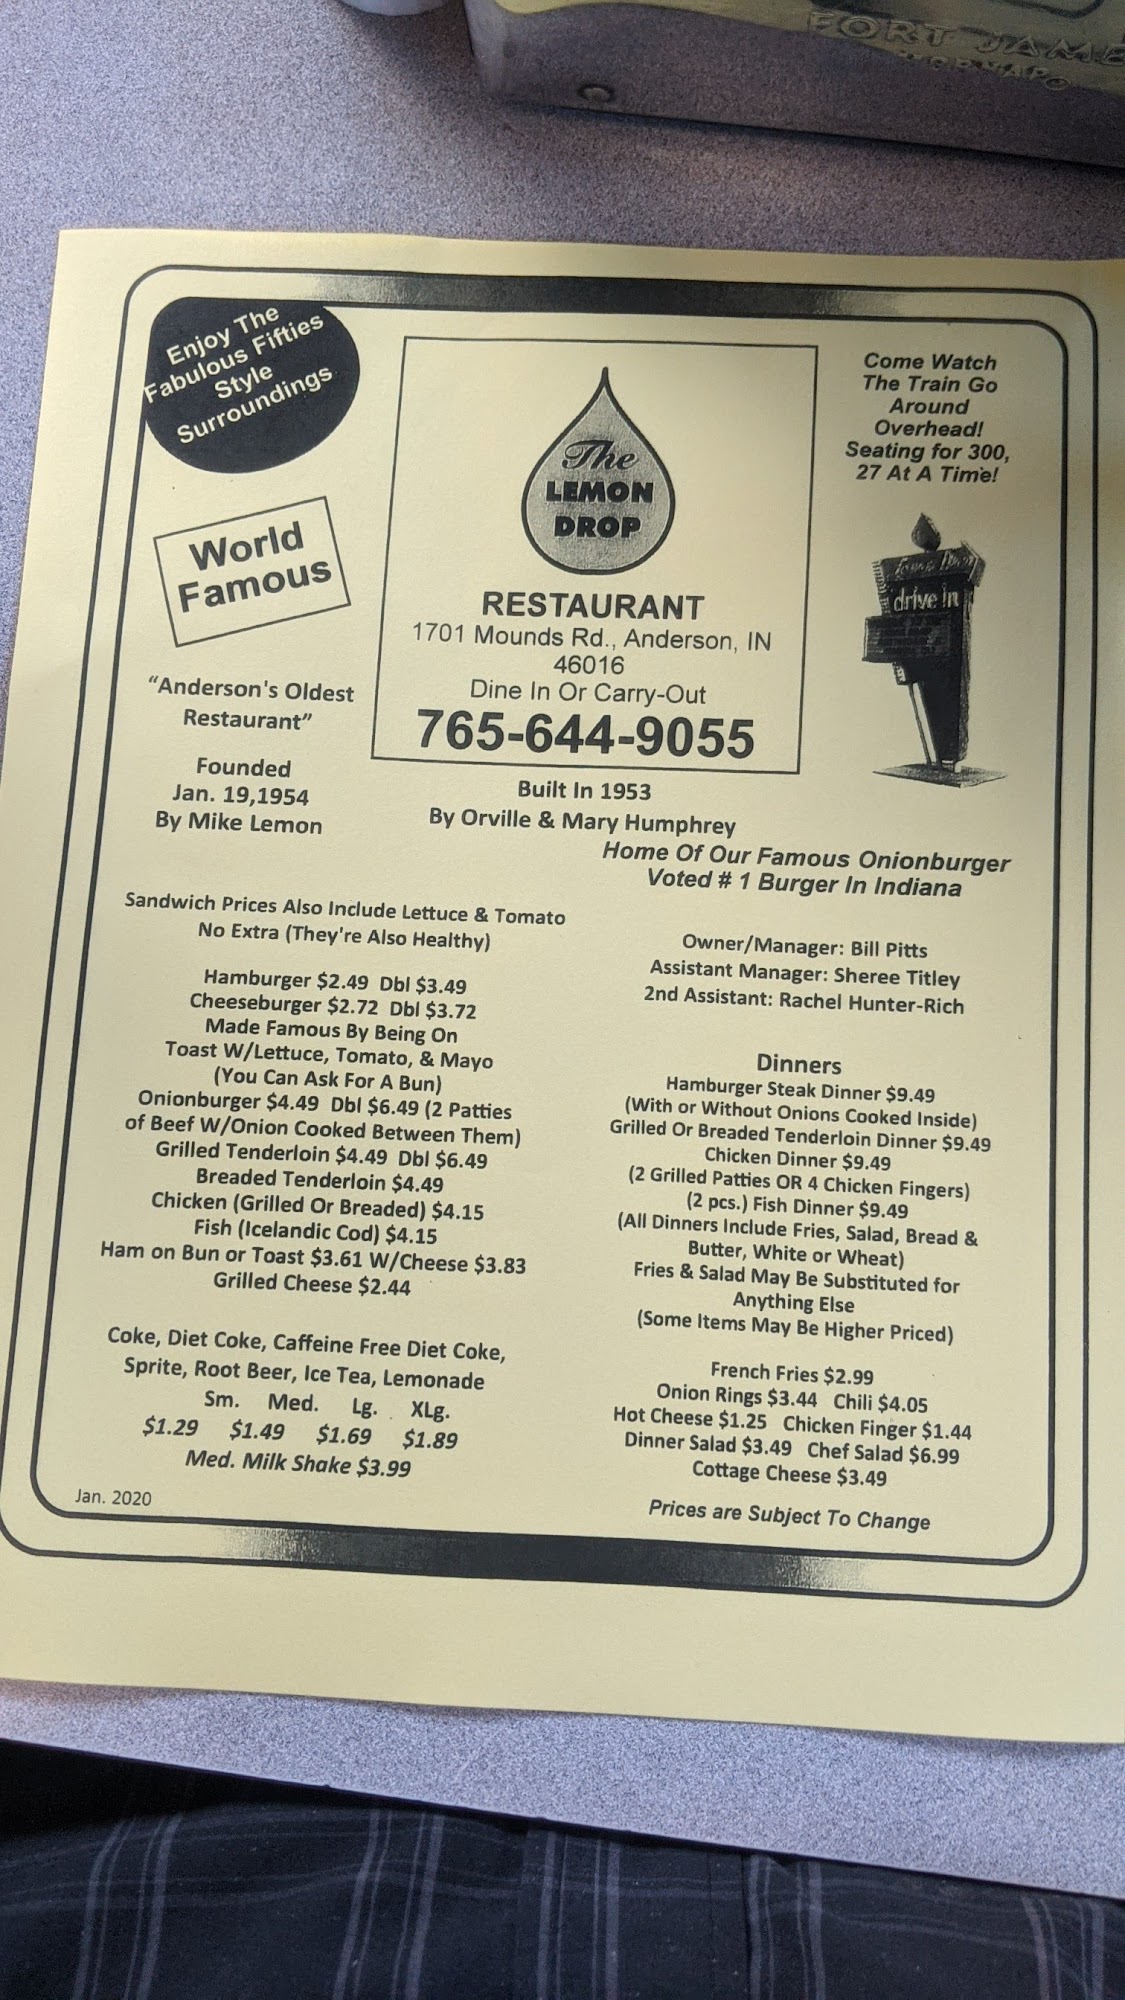 FORT JAME
Enjoy The
Fabulous Fifties
Style
Surroundings
World
Famous
"Anderson's Oldest
Restaurant"
Founded
Jan. 19,1954
By Mike Lemon
The
LEMON
DROP
RESTAURANT
1701 Mounds Rd., Anderson, IN
46016
Dine In Or Carry-Out
765-644-9055
Built In 1953
By Orville & Mary Humphrey
Come Watch
The Train Go
Around
Overhead!
Seating for 300,
27 At A Time!
drive in
Home Of Our Famous Onionburger
Voted # 1 Burger In Indiana
Sandwich Prices Also Include Lettuce & Tomato
No Extra (They're Also Healthy)
Hamburger $2.49 Dbl $3.49
Cheeseburger $2.72 Dbl $3.72
Made Famous By Being On
Toast W/Lettuce, Tomato, & Mayo
(You Can Ask For A Bun)
Onionburger $4.49 Dbl $6.49 (2 Patties
of Beef W/Onion Cooked Between Them)
Grilled Tenderloin $4.49 Dbl $6.49
Breaded Tenderloin $4.49
Chicken (Grilled Or Breaded) $4.15
Fish (Icelandic Cod) $4.15
Ham on Bun or Toast $3.61 W/Cheese $3.83
Grilled Cheese $2.44
Coke, Diet Coke, Caffeine Free Diet Coke,
Sprite, Root Beer, Ice Tea, Lemonade
Sm. Med. Lg. XLg.
$1.29 $1.49 $1.69 $1.89
Med. Milk Shake $3.99
Jan. 2020
Owner/Manager: Bill Pitts
Assistant Manager: Sheree Titley
2nd Assistant: Rachel Hunter-Rich
Dinners
Hamburger Steak Dinner $9.49
(With or Without Onions Cooked Inside)
Grilled Or Breaded Tenderloin Dinner $9.49
Chicken Dinner $9.49
(2 Grilled Patties OR 4 Chicken Fingers)
(2 pcs.) Fish Dinner $9.49
(All Dinners Include Fries, Salad, Bread &
Butter, White or Wheat)
Fries & Salad May Be Substituted for
Anything Else
(Some Items May Be Higher Priced)
French Fries $2.99
Onion Rings $3.44 Chili $4.05
Hot Cheese $1.25 Chicken Finger $1.44
Dinner Salad $3.49 Chef Salad $6.99
Cottage Cheese $3.49
Prices are Subject To Change